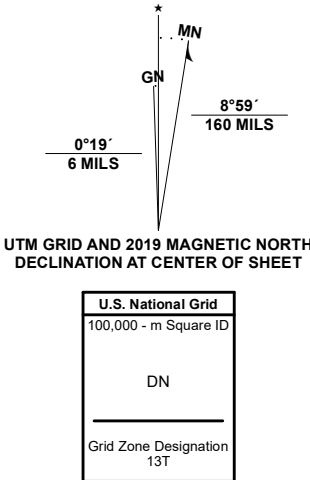 ★
MN
GN
8°59´
160 MILS
0°19´
6 MILS
UTM GRID AND 2019 MAGNETIC NORTH
DECLINATION AT CENTER OF SHEET
U.S. National Grid
100,000 - m Square ID
DN
Grid Zone Designation
13T